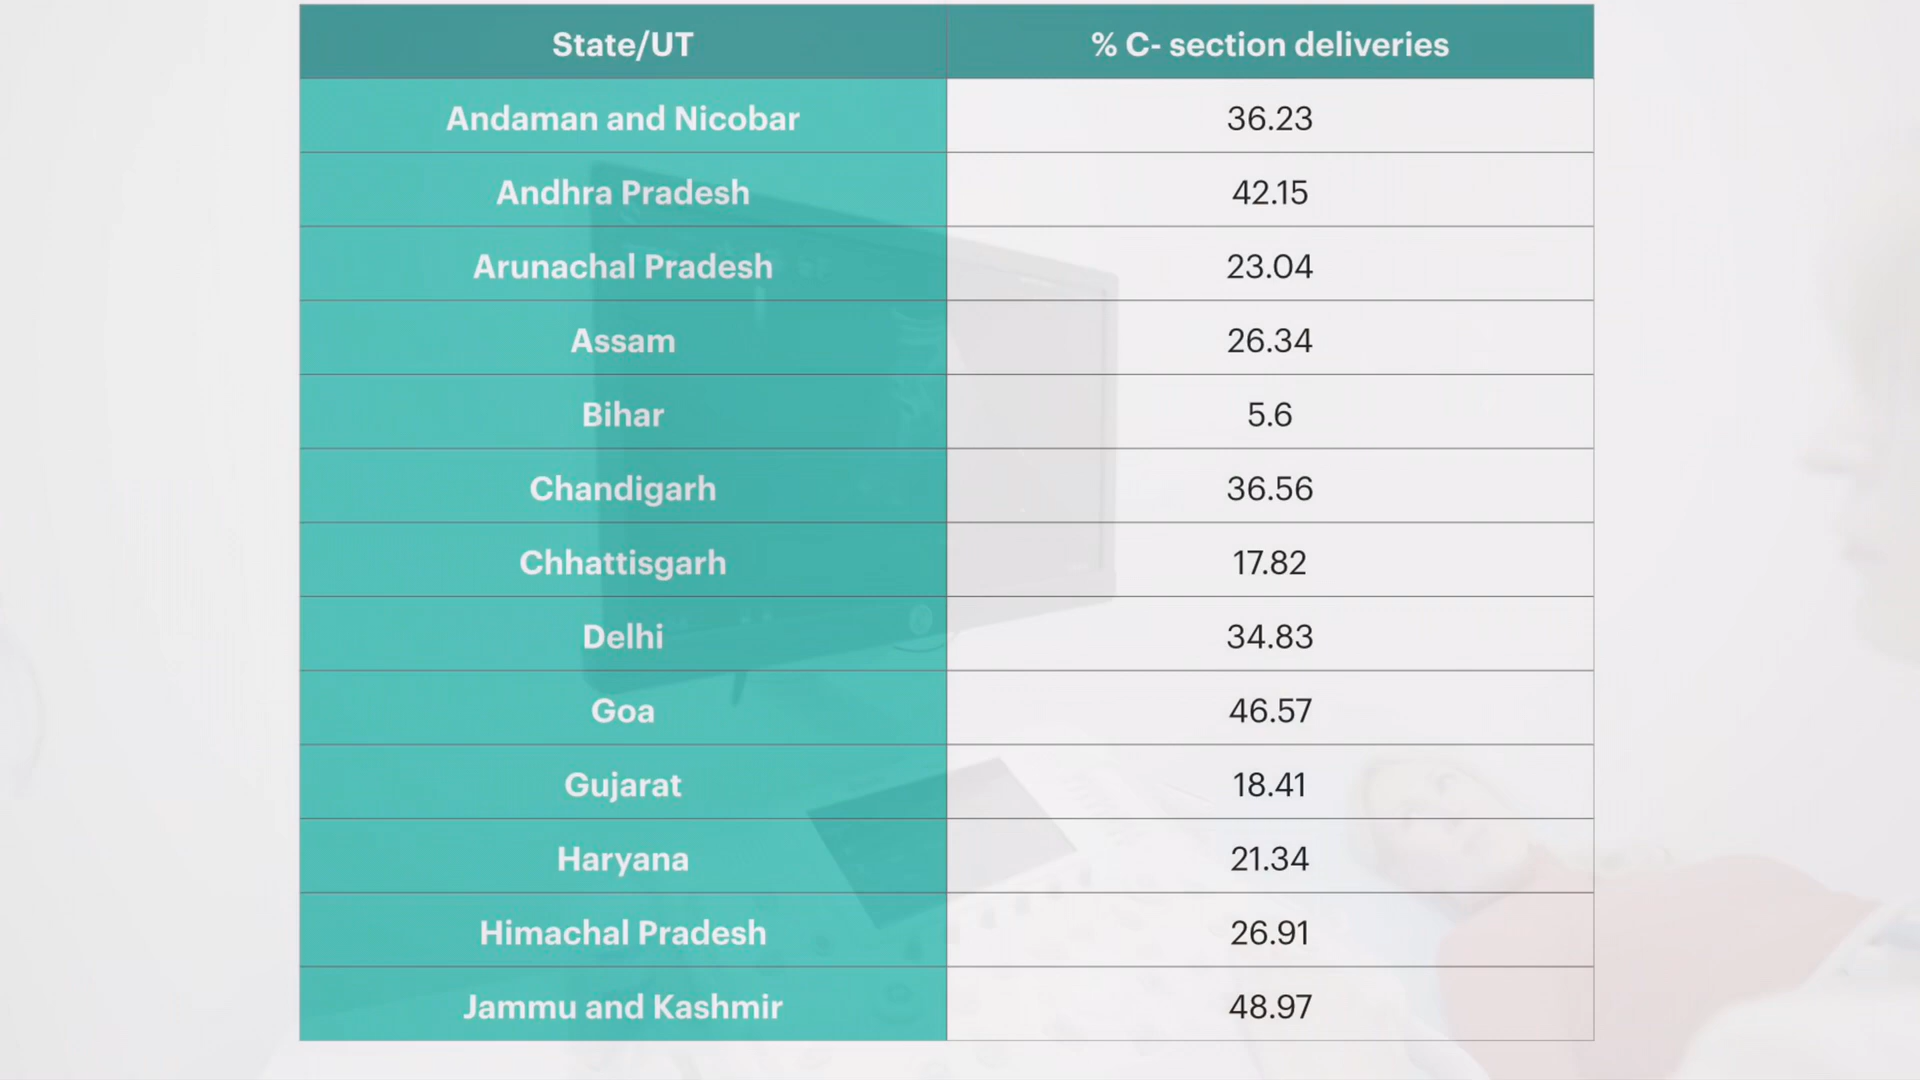 State/UT % C- section deliveries
Andaman and Nicobar 36.23
Andhra Pradesh 42.15
Arunachal Pradesh 23.04
Assam 26.34
Bihar 5.6
Chandigarh 36.56
Chhattisgarh 17.82
Delhi 34.83
Goa 46.57
Gujarat 18.41
Haryana 21.34
Himachal Pradesh 26.91
Jammu and Kashmir 48.97